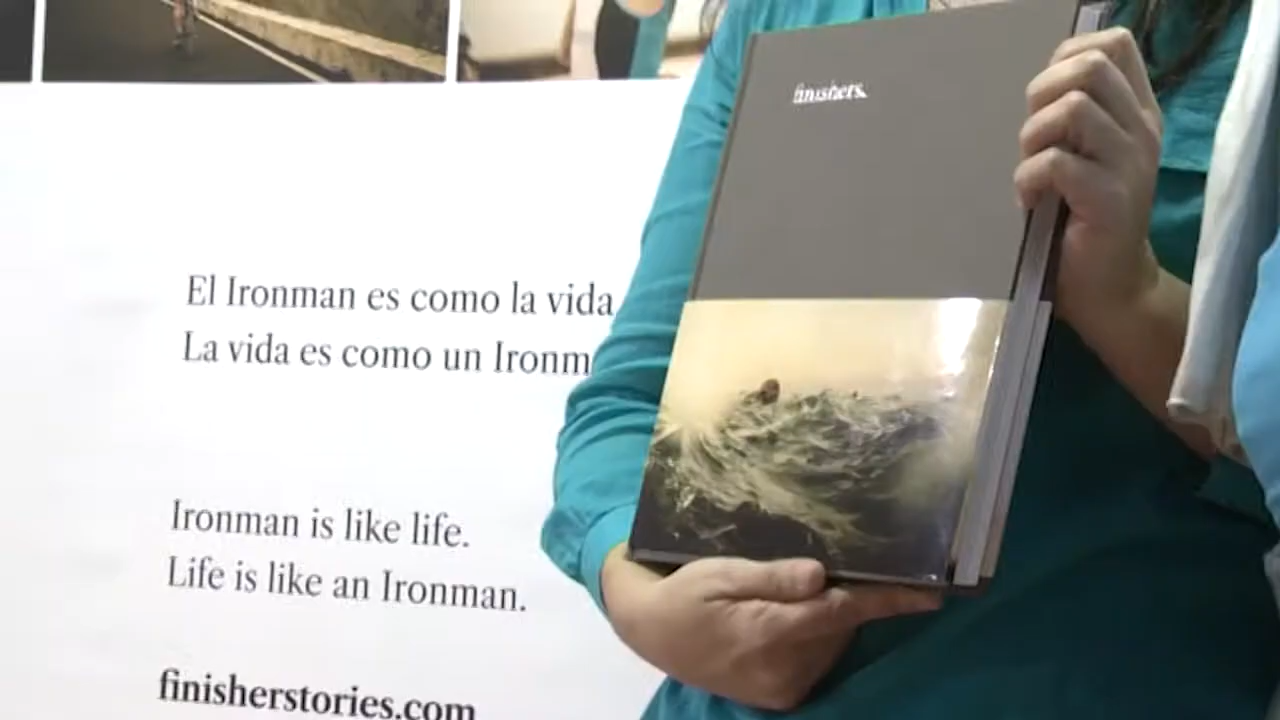 finishers.
El Ironman es como la vida
La vida es como un Ironm
Ironman is like life.
Life is like an Ironman.
finisherstories.com